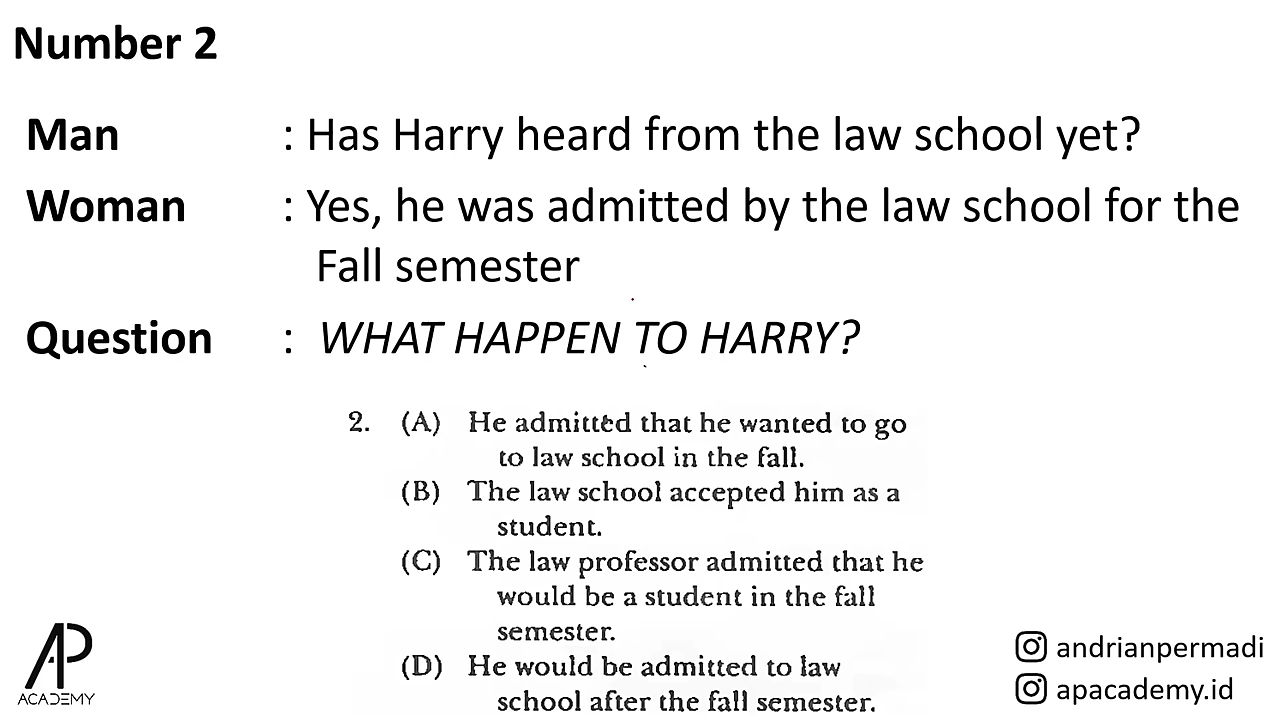 Number 2
Man : Has Harry heard from the law school yet?
Woman : Yes, he was admitted by the law school for the
Fall semester
Question : WHAT HAPPEN TO HARRY?
2. (A) He admitted that he wanted to go
to law school in the fall.
(B) The law school accepted him as a
student.
(C) The law professor admitted that he
would be a student in the fall
semester.
(D) He would be admitted to law
school after the fall semester.
AP
ACADEMY
andrianpermadi
apacademy.id